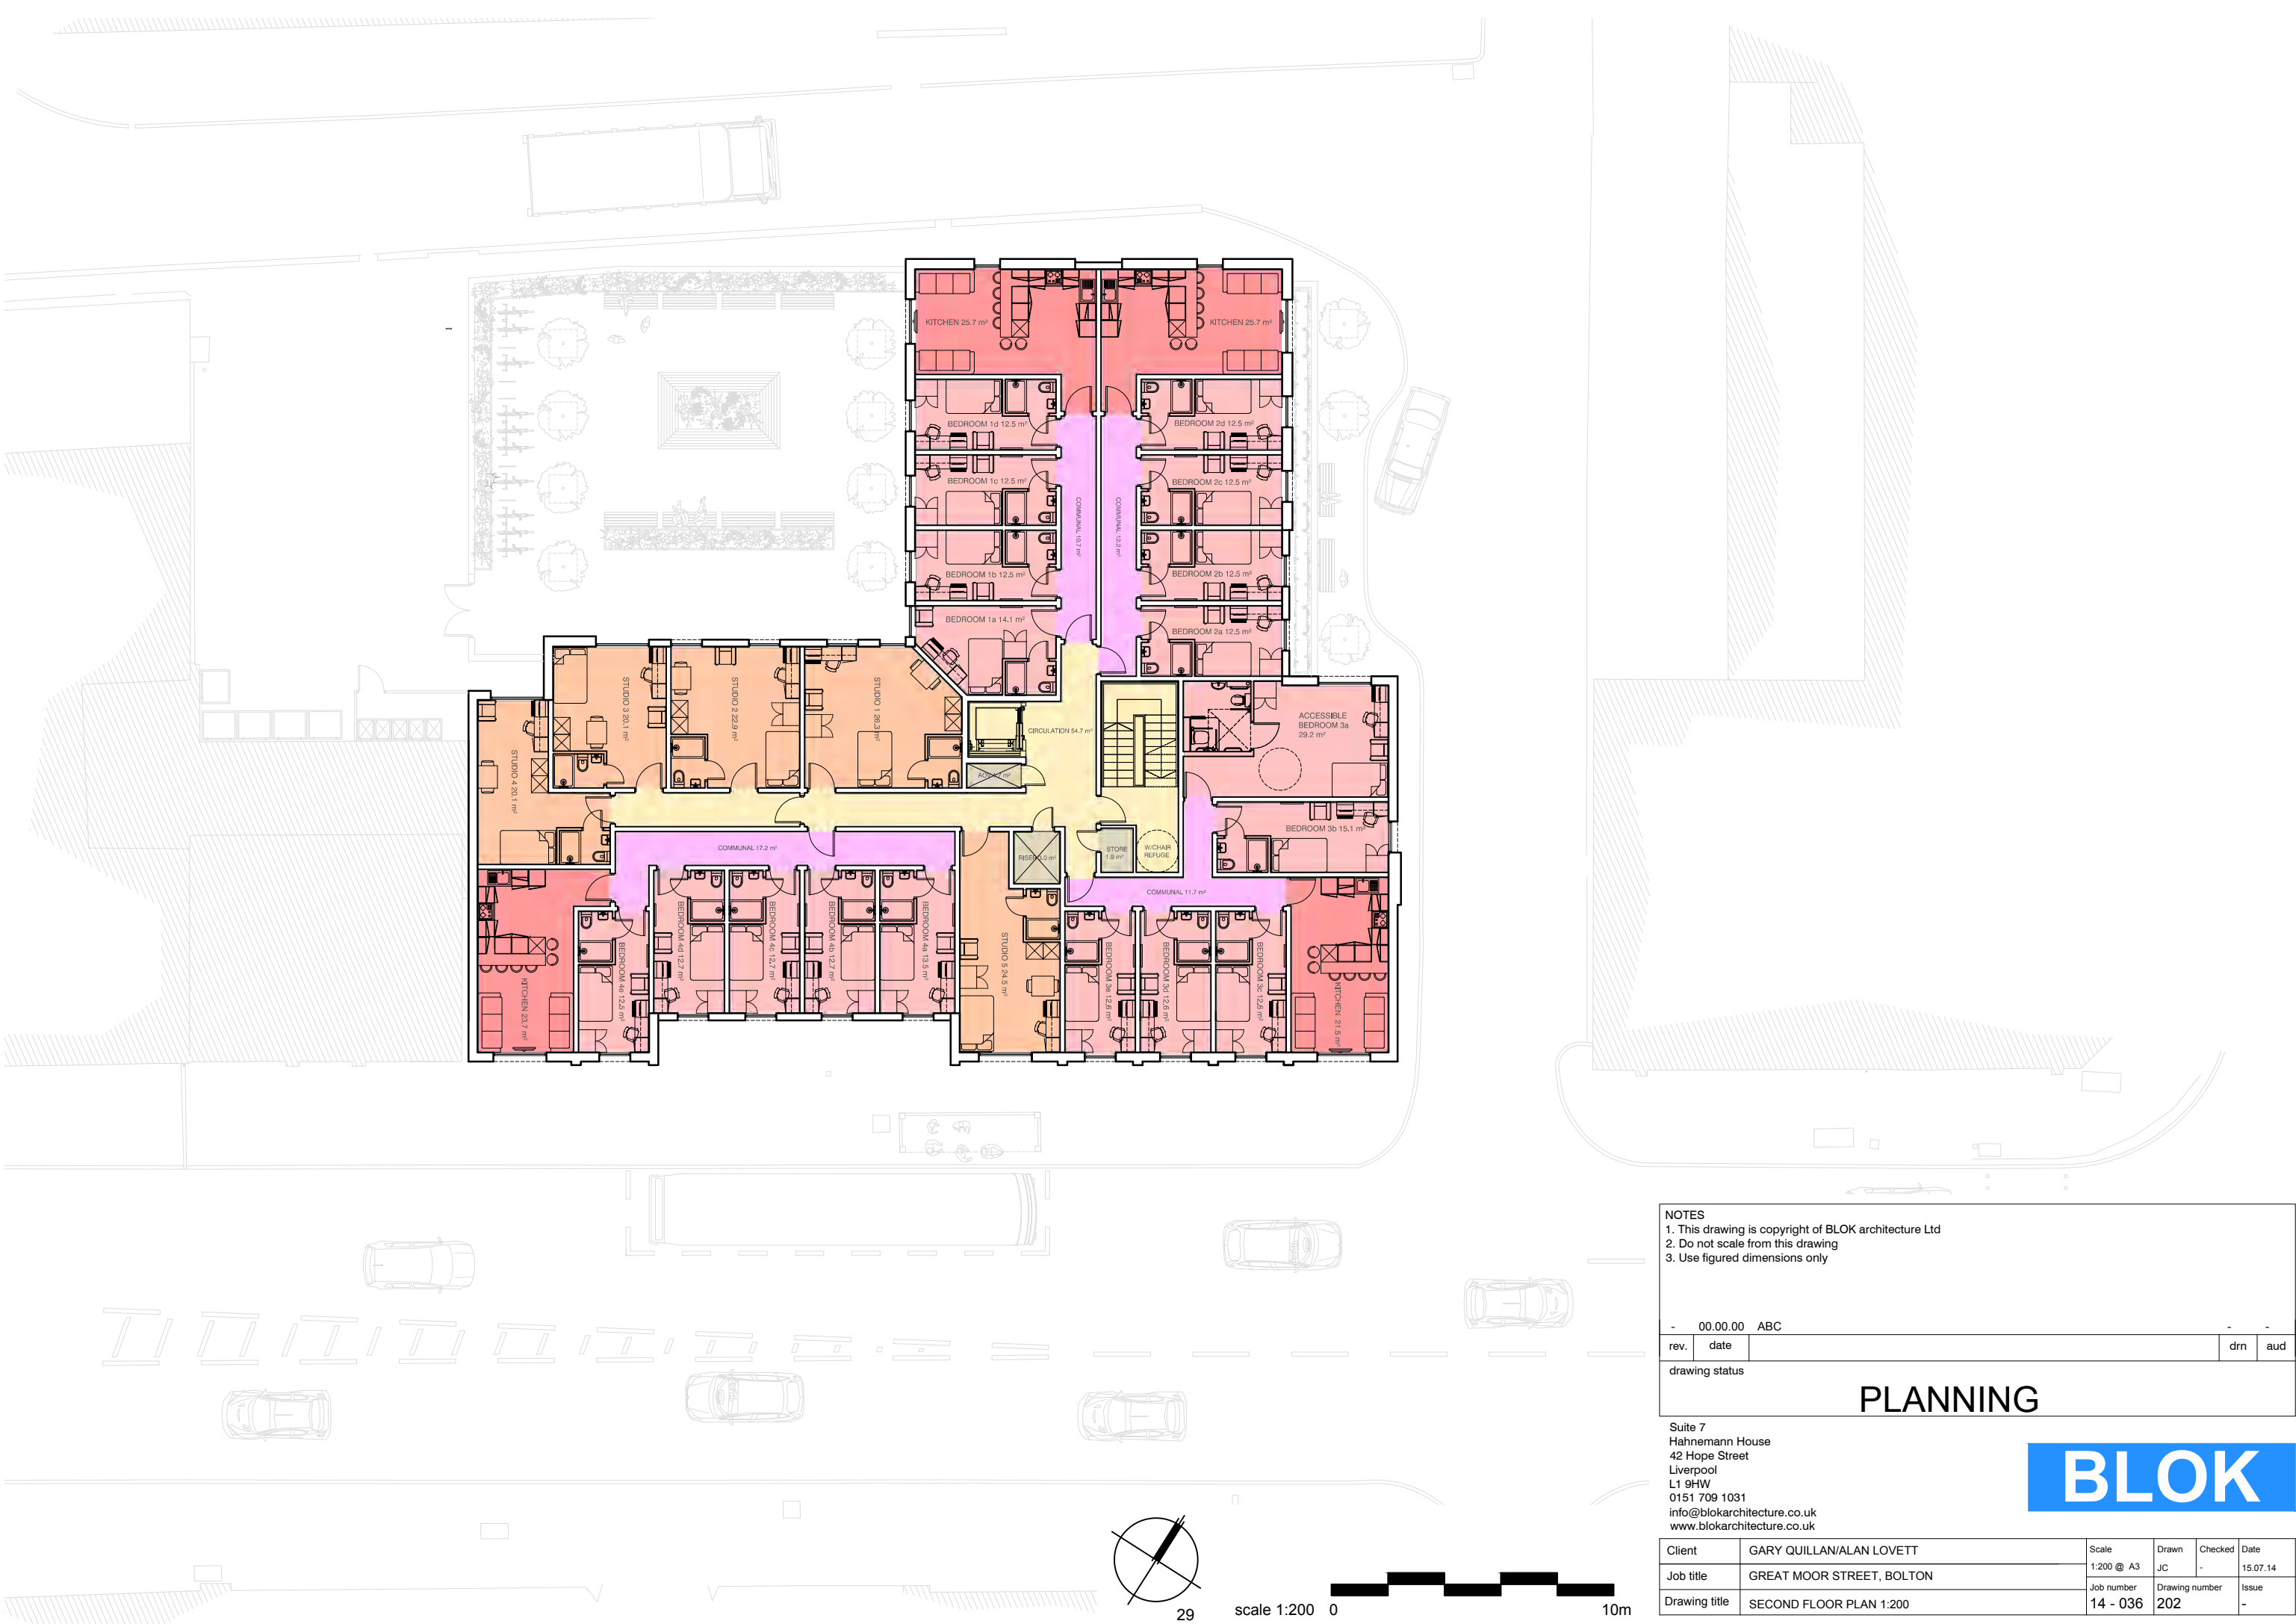 KITCHEN 25.7 m²
KITCHEN 25.7 m²
BEDROOM 1d 12.5 m²
BEDROOM 2d 12.5 m²
BEDROOM 1c 12.5 m²
BEDROOM 2c 12.5 m²
COMMUNAL 10.7 m²
COMMUNAL 12.2 m²
BEDROOM 1b 12.5 m²
BEDROOM 2b 12.5 m²
BEDROOM 1a 14.1 m²
BEDROOM 2a 12.5 m²
STUDIO 4 20.1 m²
STUDIO 3 20.1 m²
STUDIO 2 22.9 m²
STUDIO 1 26.3 m²
CIRCULATION 54.7 m²
ACCESSIBLE
BEDROOM 3a
29.2 m²
BEDROOM 3b 15.1 m²
COMMUNAL 17.2 m²
STORE
1.9 m²
W/CHAIR
REFUGE
COMMUNAL 11.7 m²
KITCHEN 23.7 m²
BEDROOM 4e 12.5 m²
BEDROOM 4d 12.7 m²
BEDROOM 4c 12.7 m²
BEDROOM 4b 12.7 m²
BEDROOM 4a 13.5 m²
STUDIO 5 24.5 m²
BEDROOM 3e 12.6 m²
BEDROOM 3d 12.6 m²
BEDROOM 3c 12.6 m²
KITCHEN 21.5 m²
NOTES
1. This drawing is copyright of BLOK architecture Ltd
2. Do not scale from this drawing
3. Use figured dimensions only
- 00.00.00 ABC - -
rev. date drn aud
drawing status
PLANNING
Suite 7
Hahnemann House
42 Hope Street
Liverpool
L1 9HW
0151 709 1031
info@blokarchitecture.co.uk
www.blokarchitecture.co.uk
BLOK
Client GARY QUILLAN/ALAN LOVETT
Job title GREAT MOOR STREET, BOLTON
Drawing title SECOND FLOOR PLAN 1:200
Scale Drawn Checked Date
1:200 @ A3 JC - 15.07.14
Job number Drawing number Issue
14 - 036 202 -
29
scale 1:200 0 10m